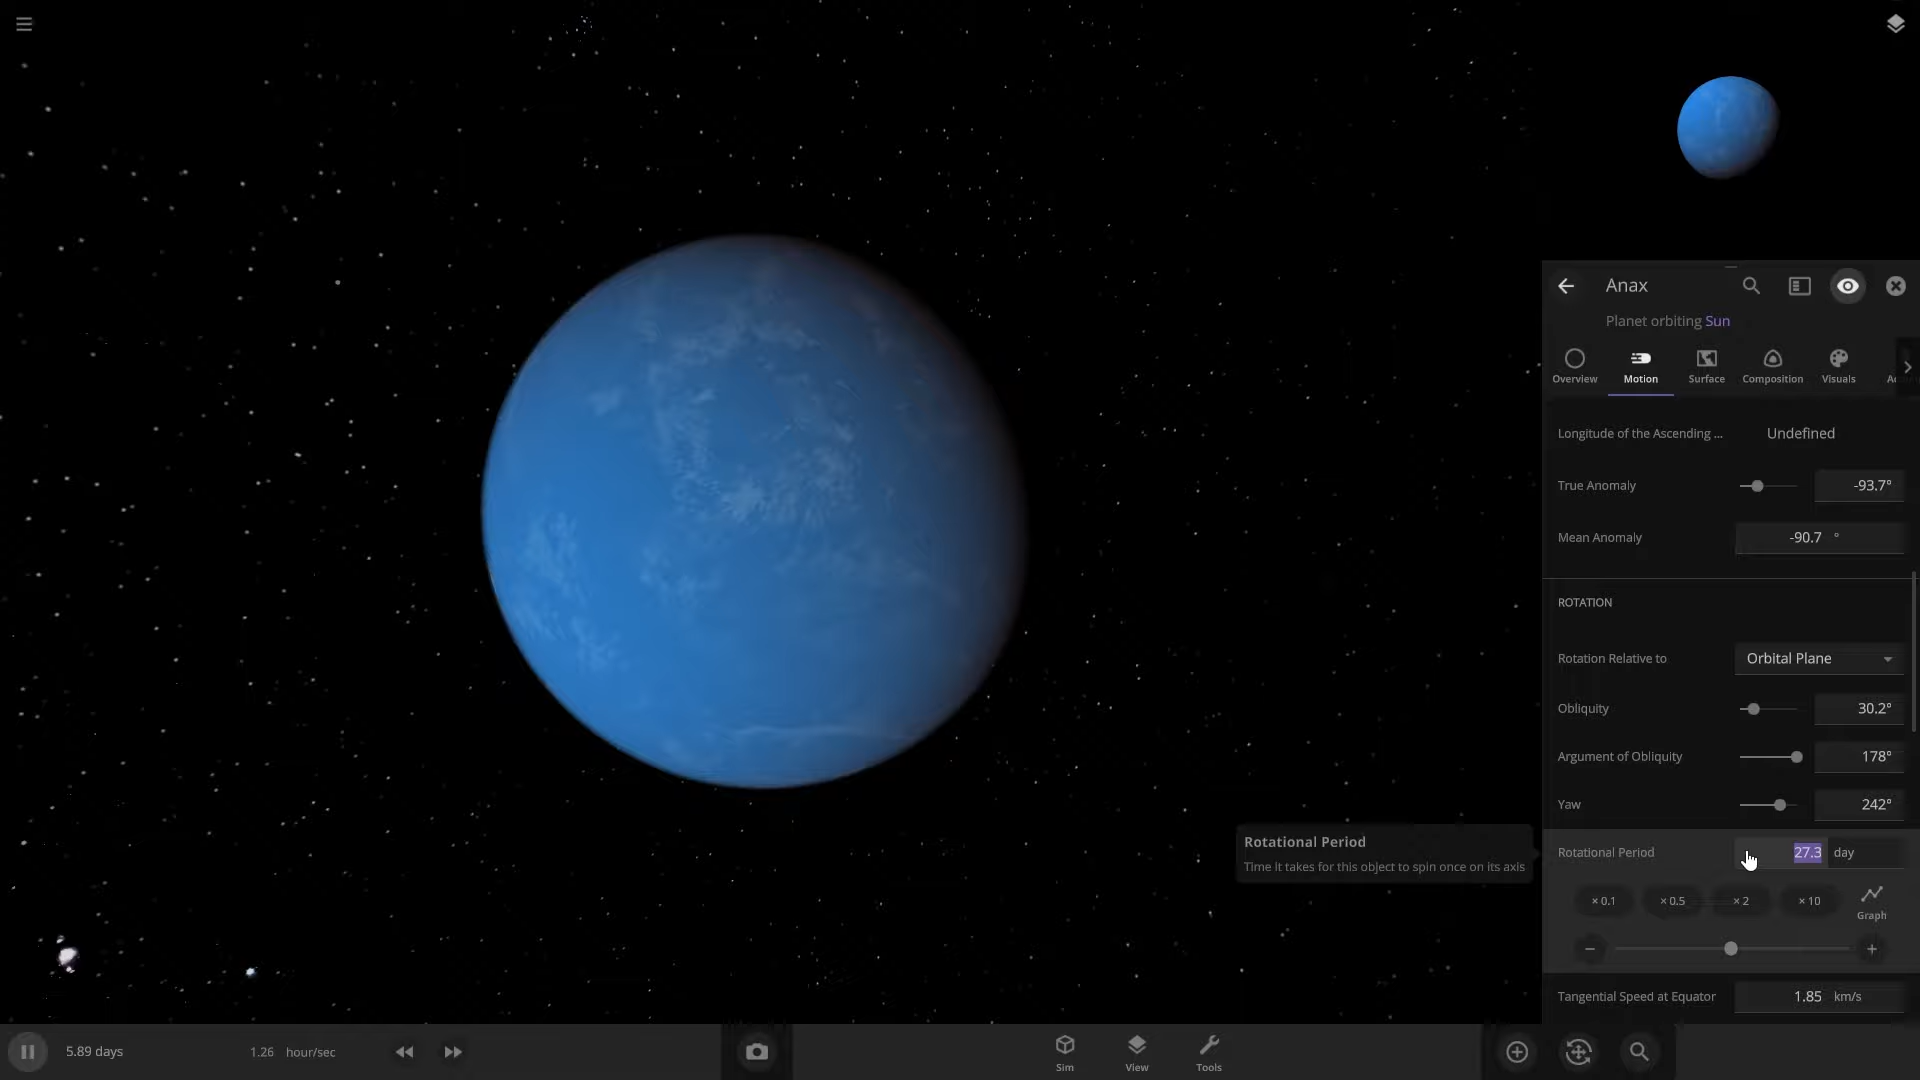 Anax
Planet orbiting Sun
Overview
Motion
Surface
Composition
Visuals
Longitude of the Ascending ...
Undefined
True Anomaly
-93.7°
Mean Anomaly
-90.7 °
ROTATION
Rotation Relative to
Orbital Plane
Obliquity
30.2°
Argument of Obliquity
178°
Yaw
242°
Rotational Period
Time it takes for this object to spin once on its axis
Rotational Period
27.3 day
× 0.1
× 0.5
× 2
× 10
Graph
Tangential Speed at Equator
1.85 km/s
5.89 days
1.26 hour/sec
Sim
View
Tools